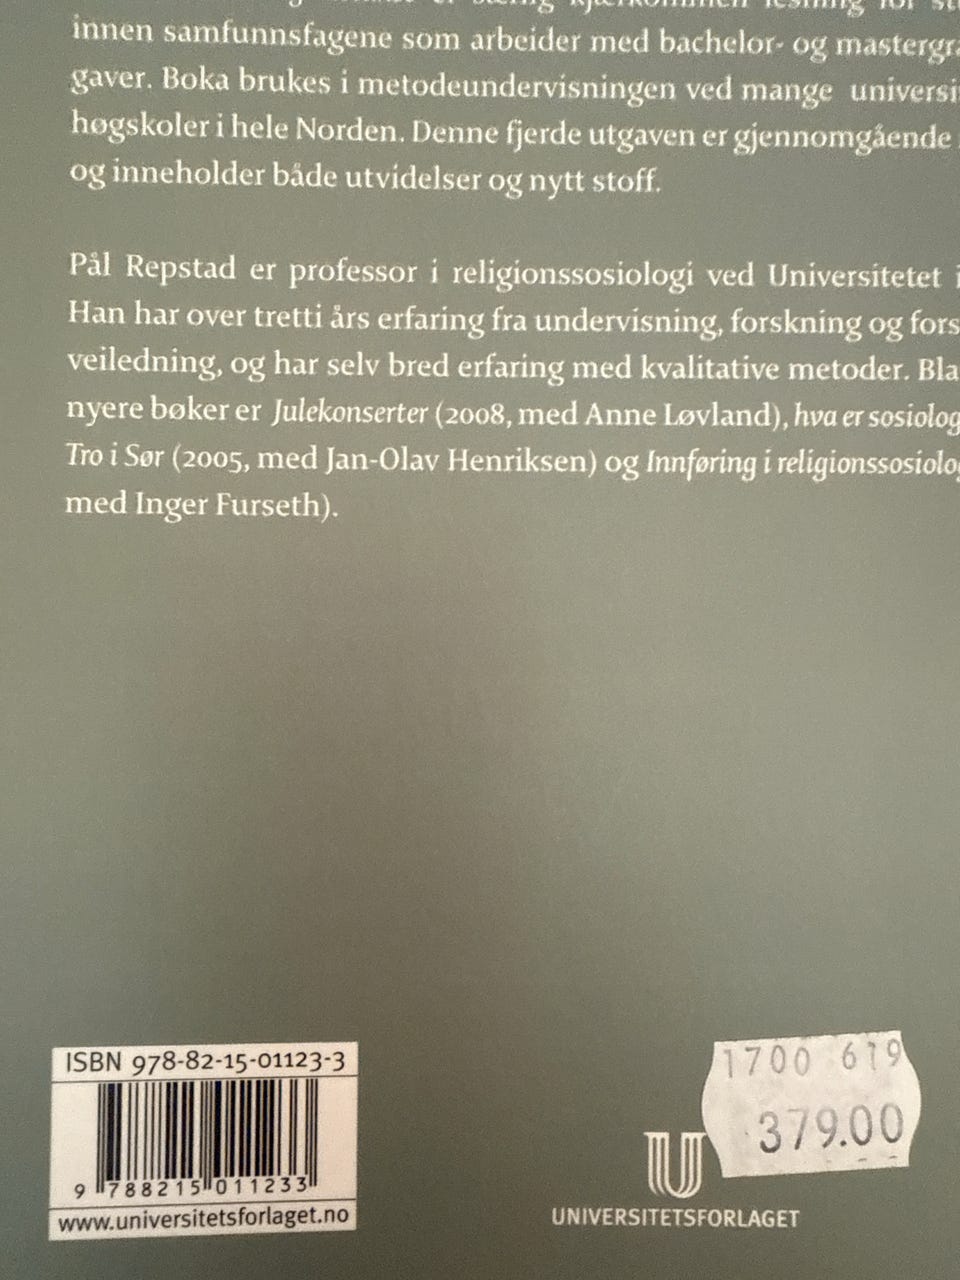 innen samfunnsfagene som arbeider med bachelor- og mastergra
gaver. Boka brukes i metodeundervisningen ved mange universi
høgskoler i hele Norden. Denne fjerde utgaven er gjennomgående
og inneholder både utvidelser og nytt stoff.
Pål Repstad er professor i religionssosiologi ved Universitetet i
Han har over tretti års erfaring fra undervisning, forskning og fors
veiledning, og har selv bred erfaring med kvalitative metoder. Bla
nyere bøker er Julekonserter (2008, med Anne Løvland), hva er sosiolog
Tro i Sør (2005, med Jan-Olav Henriksen) og Innføring i religionssosiolog
med Inger Furseth).
ISBN 978-82-15-01123-3
9 788215 011233
www.universitetsforlaget.no
1700 619
379.00
U
UNIVERSITETSFORLAGET